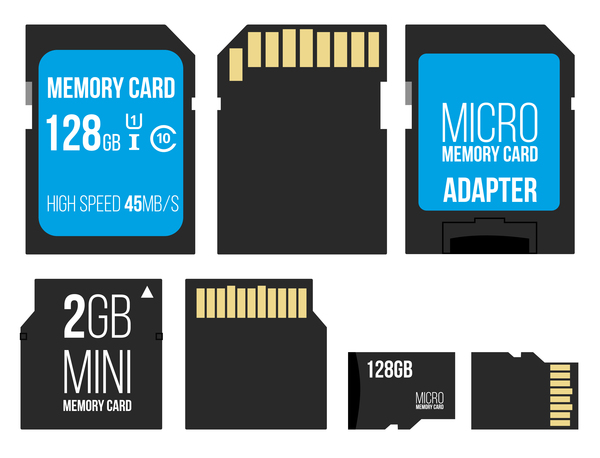 MEMORY CARD
128GB 1 I 10
HIGH SPEED 45MB/S
MICRO
MEMORY CARD
ADAPTER
2GB
MINI
MEMORY CARD
128GB
MICRO
MEMORY CARD